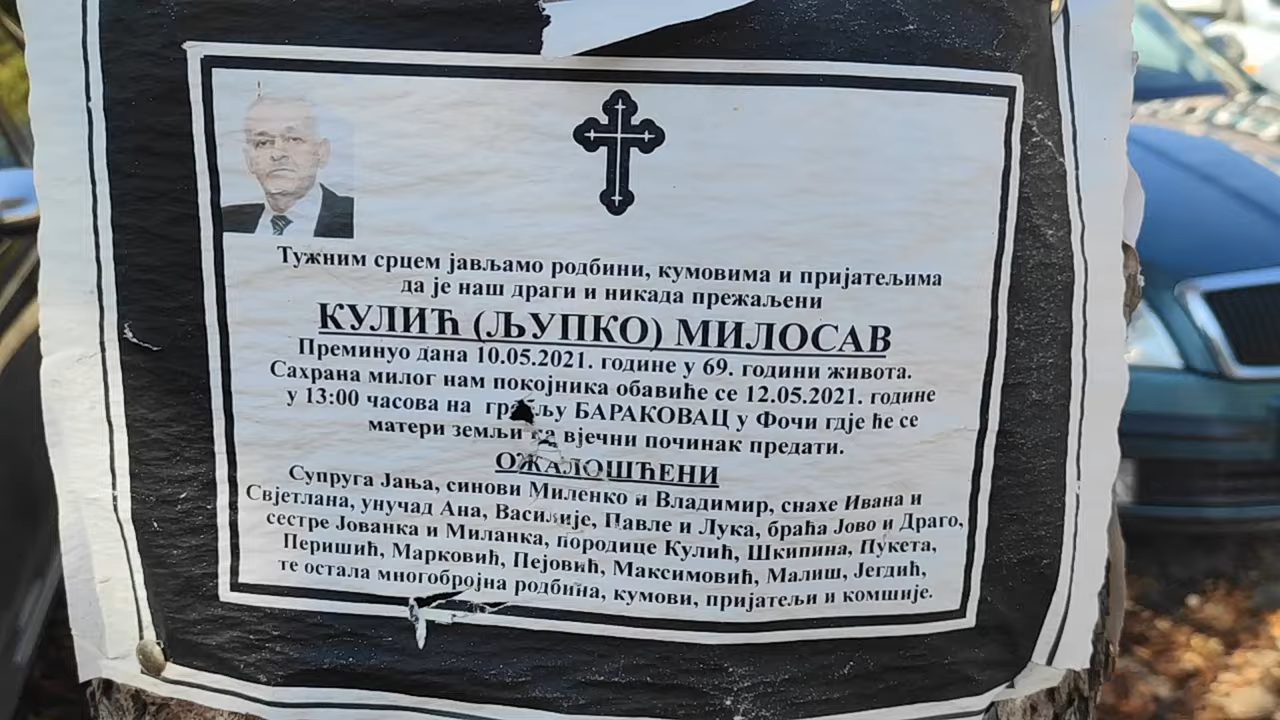 Тужним срцем јављамо родбини, кумовима и пријатељима
да је наш драги и никада прежаљени
КУЛИЋ (ЉУПКО) МИЛОСАВ
Преминуо дана 10.05.2021. године у 69. години живота.
Сахрана милог нам покојника обавиће се 12.05.2021. године
у 13:00 часова на БАРАКОВАЦ у Фочи гдје ће се
матери земљи на вјечни починак предати.
ОЖАЛОШЋЕНИ
Супруга Јања, синови Миленко и Владимир, снахе Ивана и
Свјетлана, унучад Ана, Василије, Павле и Лука, браћа Јово и Драго,
сестре Јованка и Миланка, породице Кулић, Шкипина, Пукета,
Перишић, Марковић, Пејовић, Максимовић, Малиш, Јегдић,
те остала многобројна родбина, кумови, пријатељи и комшије.